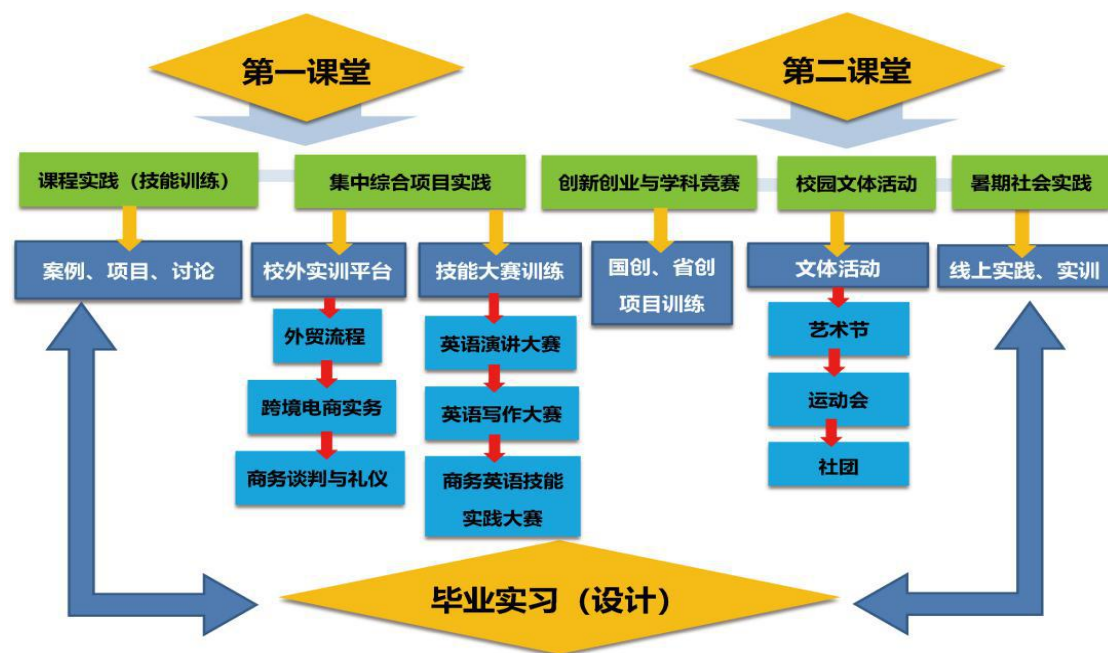 第一课堂
第二课堂
课程实践（技能训练）
集中综合项目实践
创新创业与学科竞赛
校园文体活动
暑期社会实践
案例、项目、讨论
校外实训平台
技能大赛训练
国创、省创
项目训练
文体活动
线上实践、实训
外贸流程
跨境电商实务
商务谈判与礼仪
英语演讲大赛
英语写作大赛
商务英语技能
实践大赛
艺术节
运动会
社团
毕业实习（设计）